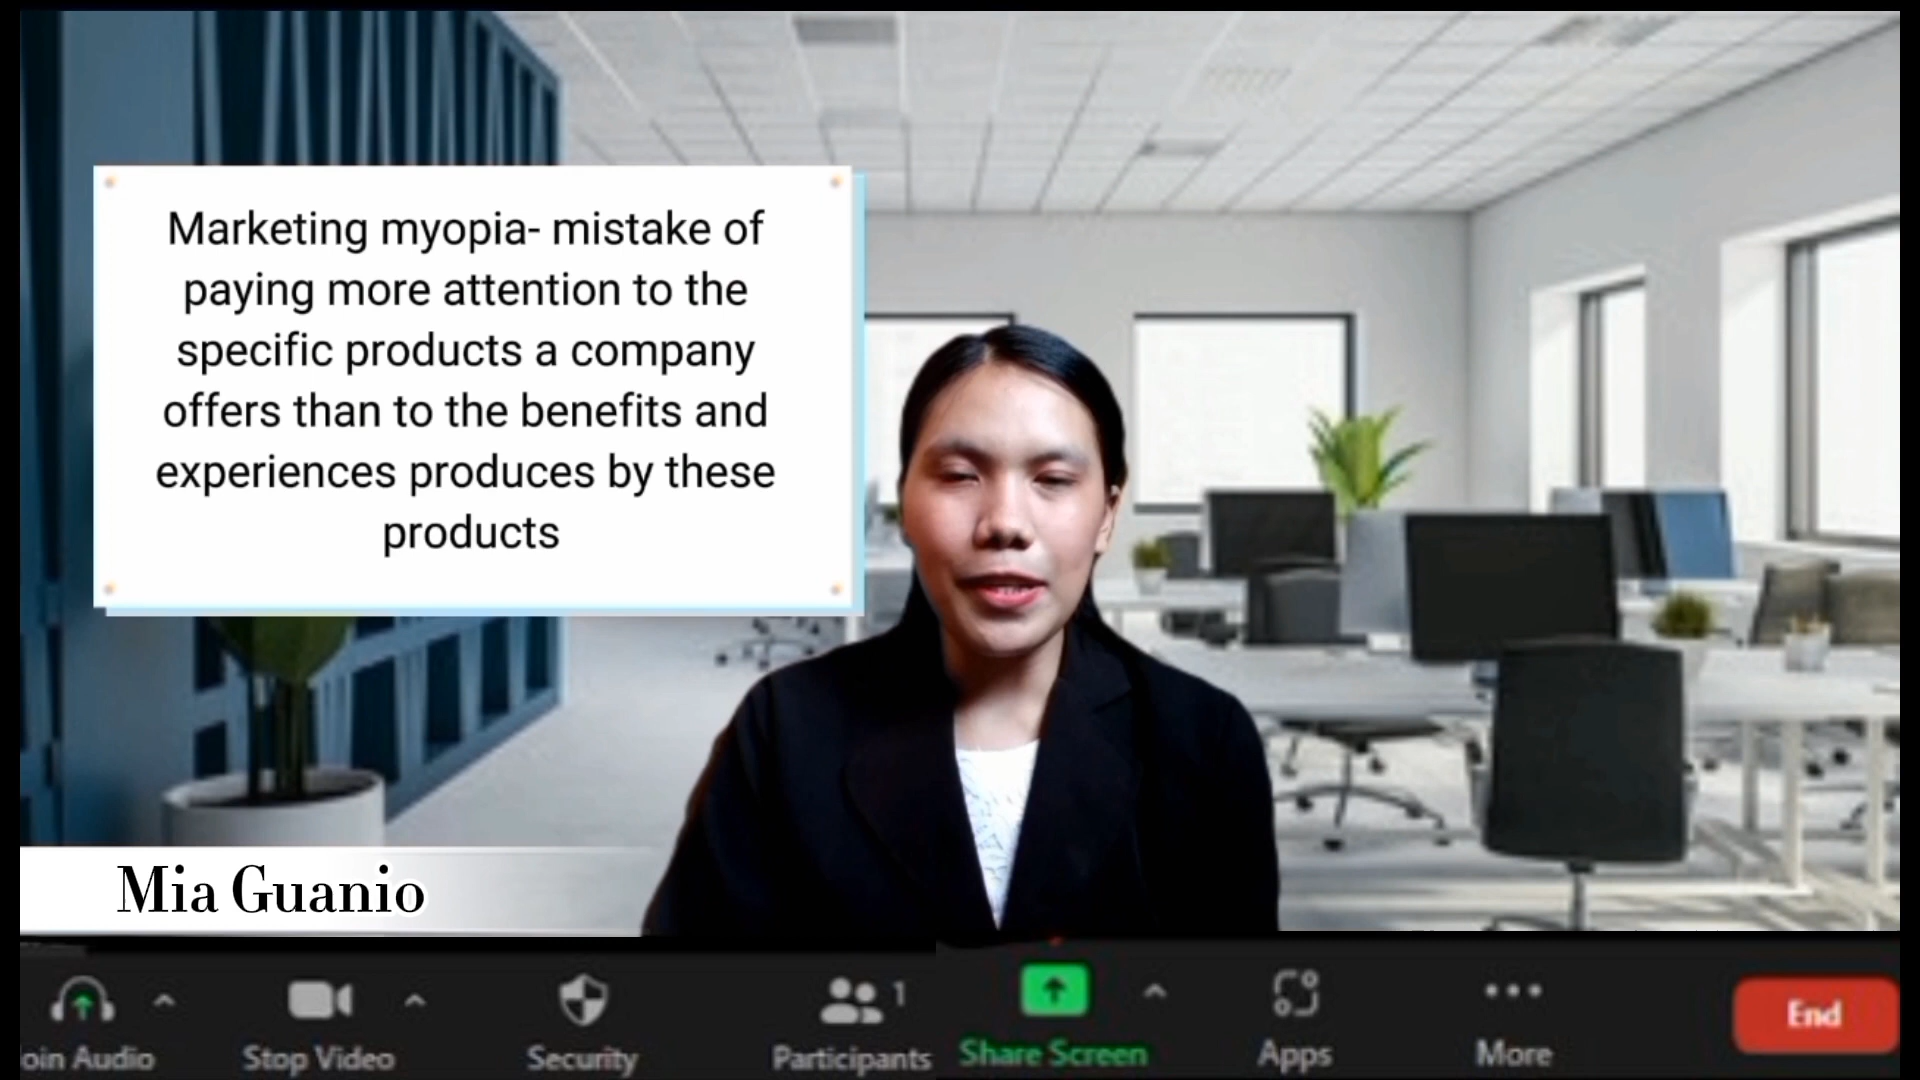 Marketing myopia- mistake of
paying more attention to the
specific products a company
offers than to the benefits and
experiences produces by these
products
Mia Guanio
oin Audio
Stop Video
Security
Participants
1
Share Screen
Apps
More
End